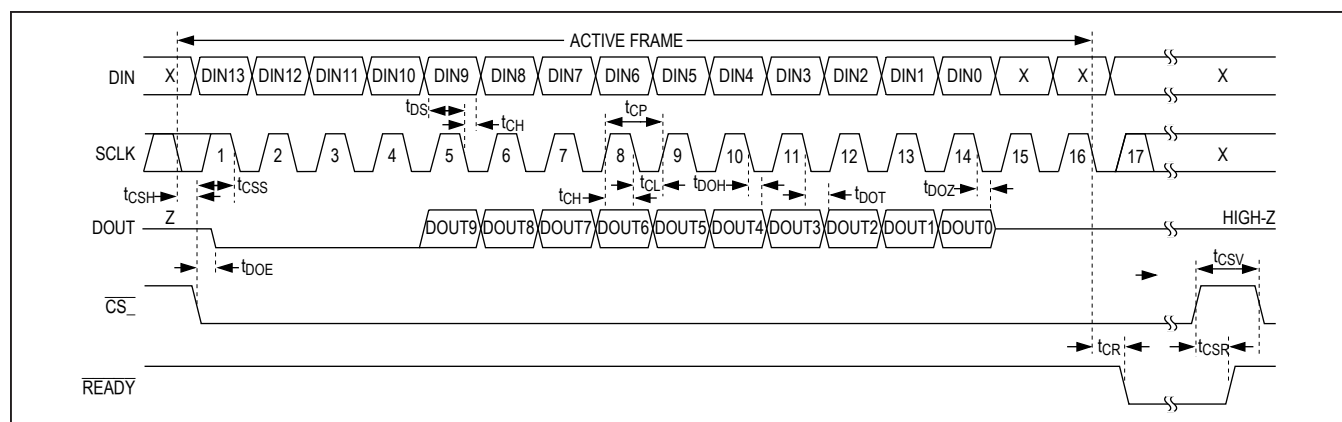 ACTIVE FRAME
DIN X DIN13 DIN12 DIN11 DIN10 DIN9 DIN8 DIN7 DIN6 DIN5 DIN4 DIN3 DIN2 DIN1 DIN0 X X X
tDS tCH tCP
SCLK 1 2 3 4 5 6 7 8 9 10 11 12 13 14 15 16 17 X
tCSH tCSS tCH tCL tDOH tDOT tDOZ
DOUT Z DOUT9 DOUT8 DOUT7 DOUT6 DOUT5 DOUT4 DOUT3 DOUT2 DOUT1 DOUT0 HIGH-Z
tDOE tCSV
CS_
tCR tCSR
READY